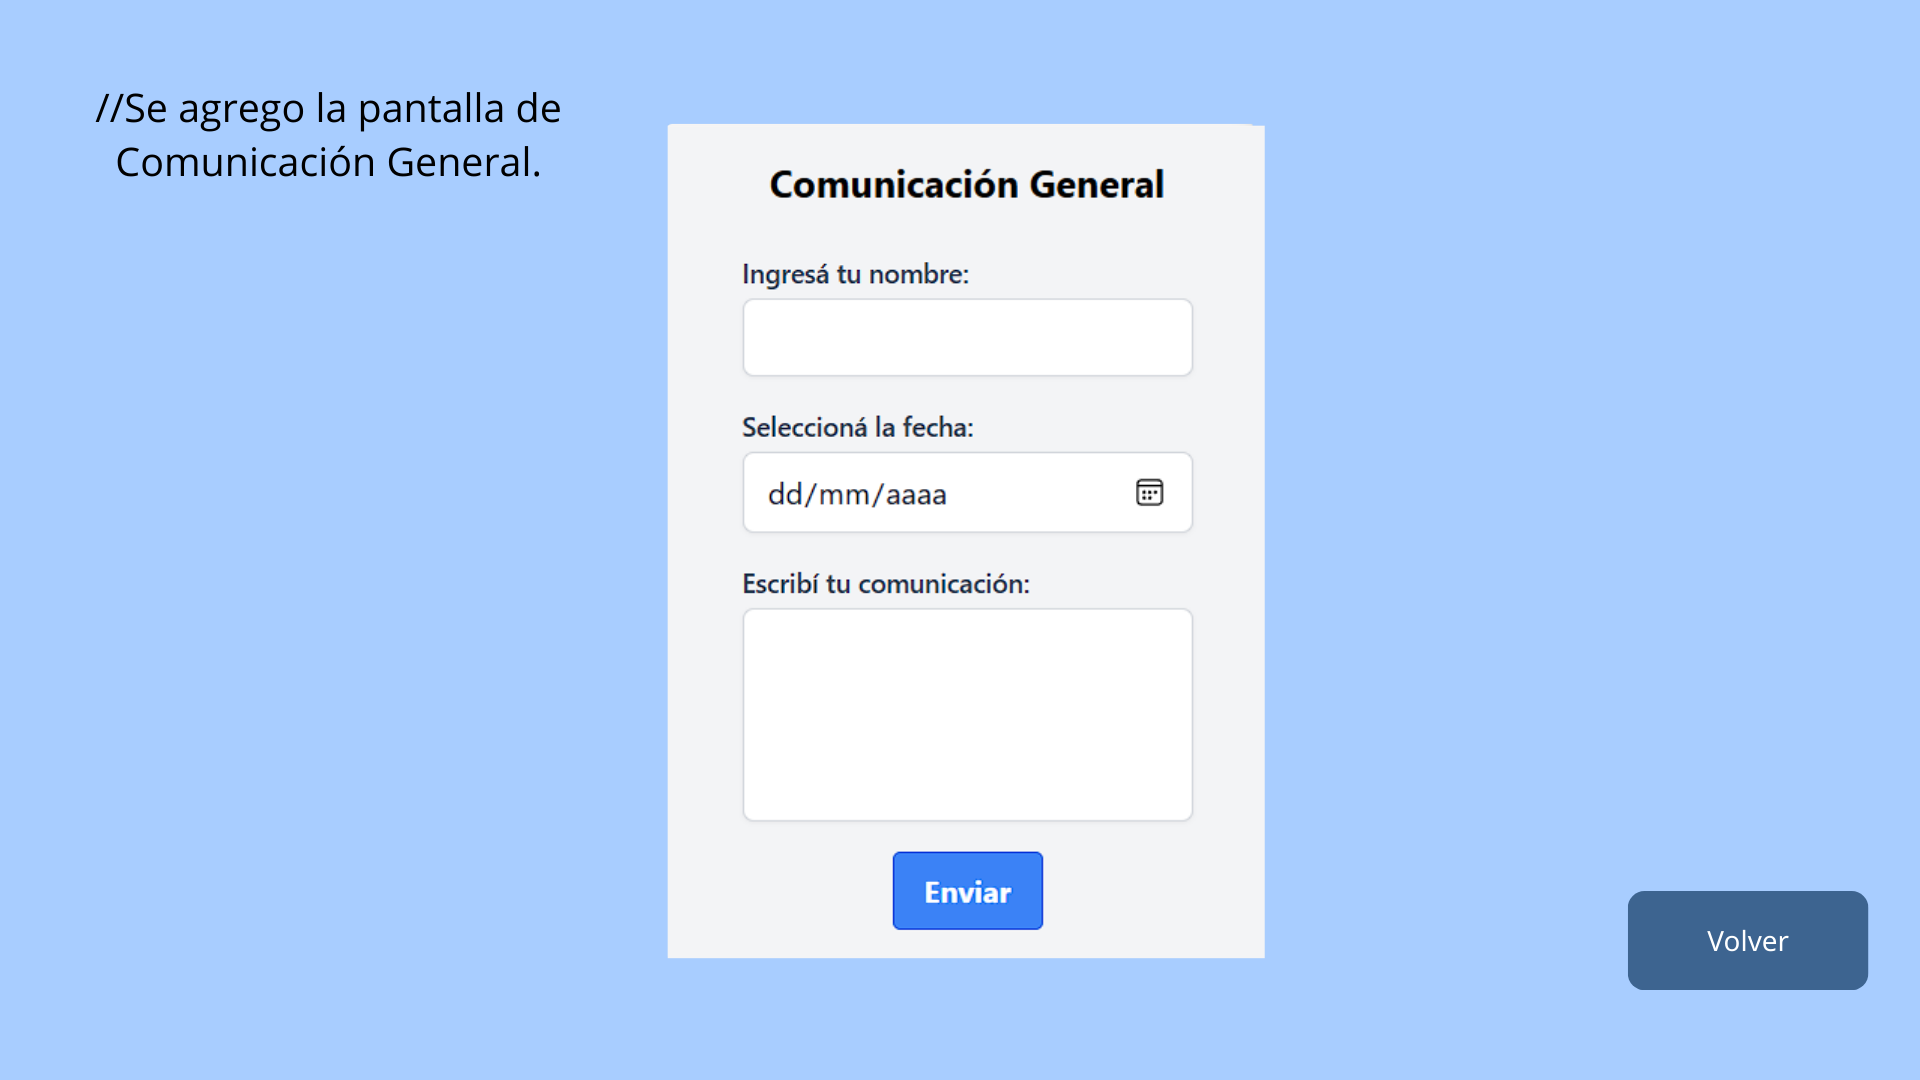 //Se agrego la pantalla de
Comunicación General.
Comunicación General
Ingresá tu nombre:
Seleccioná la fecha:
dd/mm/aaaa
Escribí tu comunicación:
Enviar
Volver